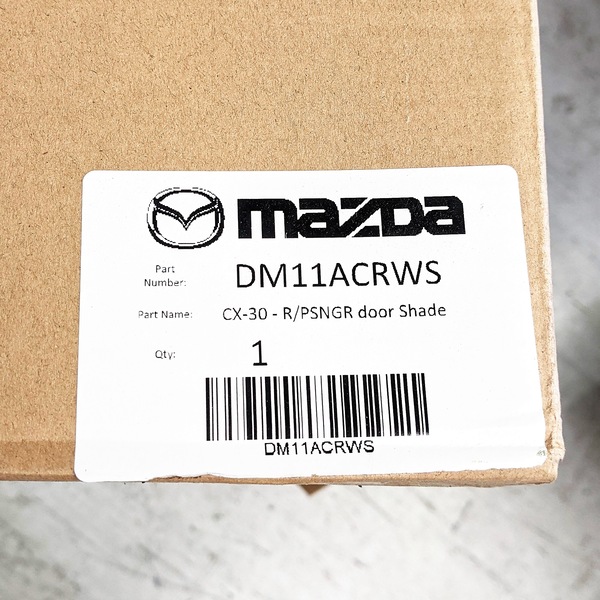 mazda
Part Number: DM11ACRWS
Part Name: CX-30 - R/PSNGR door Shade
Qty: 1
DM11ACRWS